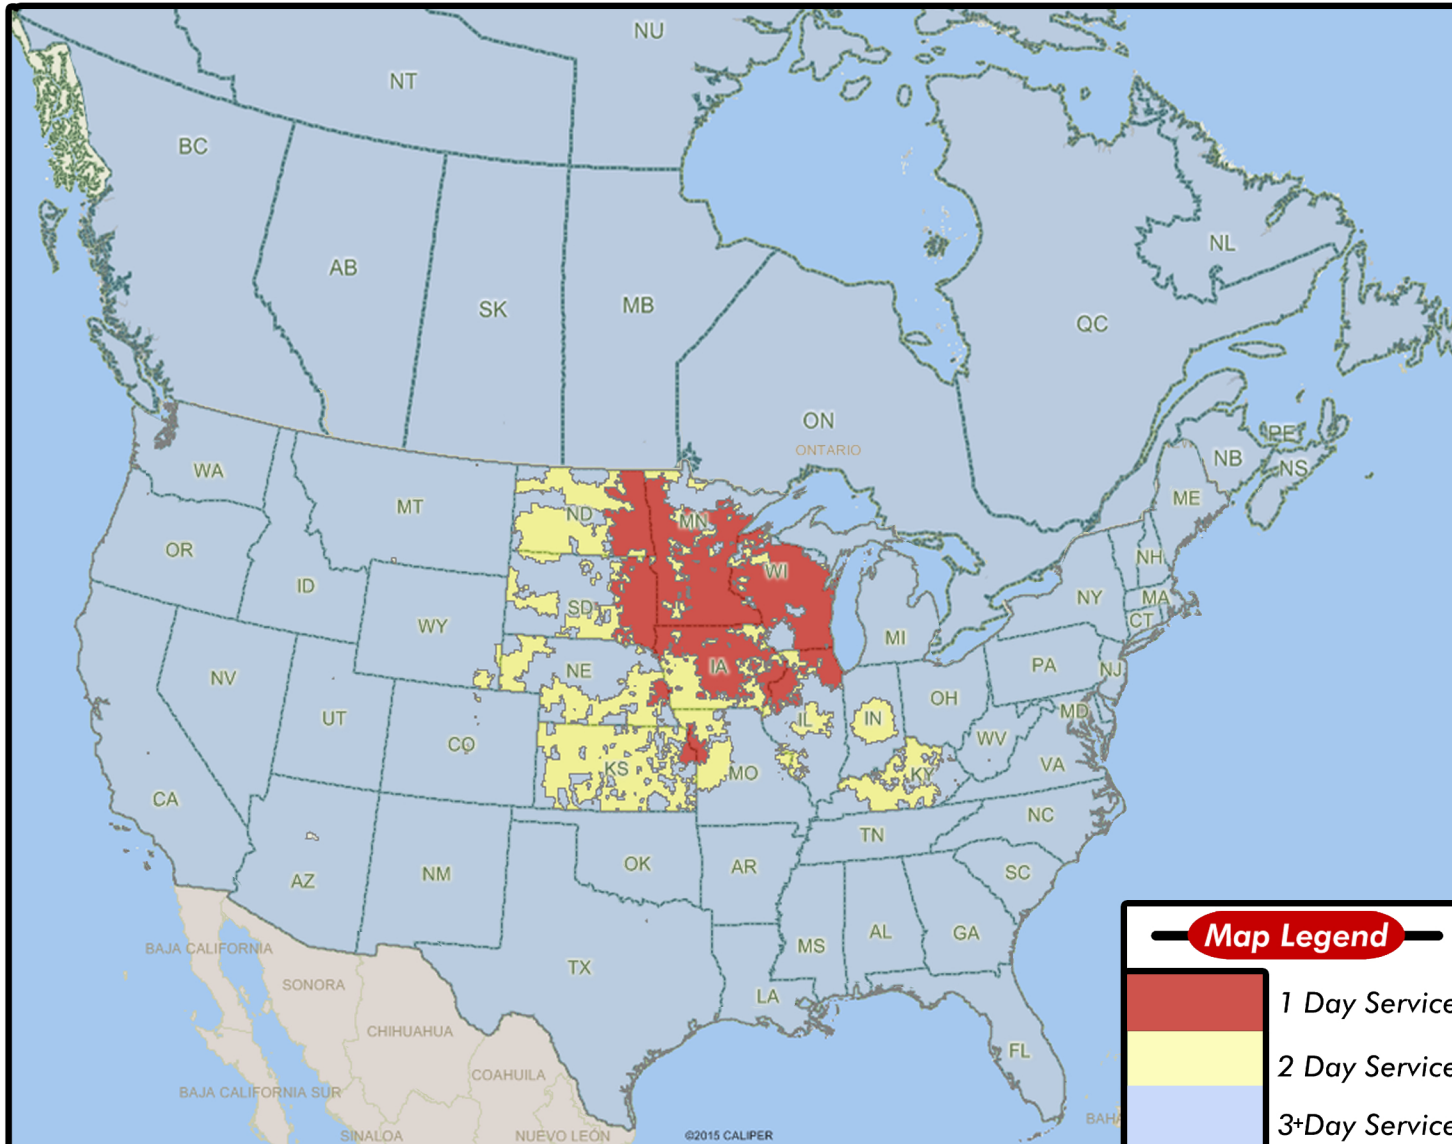 NU
NT
BC
NL
AB
MB
SK
QC
ON
ONTARIO
PE
NB
NS
WA
ME
MT
ND
MN
OR
NH
WI
ID
NY
MA
SD
CT
WY
MI
PA
NJ
IA
NE
NV
OH
MD
UT
IL
IN
WV
CO
VA
KS
MO
KY
CA
NC
TN
OK
AR
SC
NM
AZ
GA
AL
MS
BAJA CALIFORNIA
TX
SONORA
LA
CHIHUAHUA
FL
COAHUILA
BAJA CALIFORNIA SUR
BAHA
SINALOA
NUEVO LEÓN
©2015 CALIPER
Map Legend
1 Day Service
2 Day Service
3+Day Service